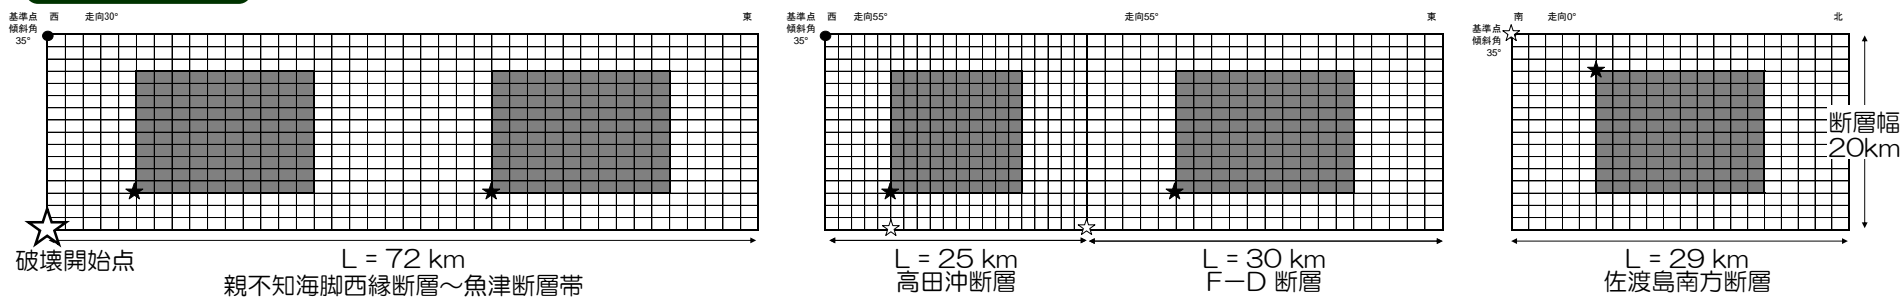 基準点 西 走向30° 東
傾斜角
35°
破壊開始点
L = 72 km
親不知海脚西縁断層～魚津断層帯
基準点 西 走向55° 走向55° 東
傾斜角
35°
L = 25 km
高田沖断層
L = 30 km
F－D 断層
南 走向0° 北
基準点
傾斜角
35°
断層幅
20km
L = 29 km
佐渡島南方断層